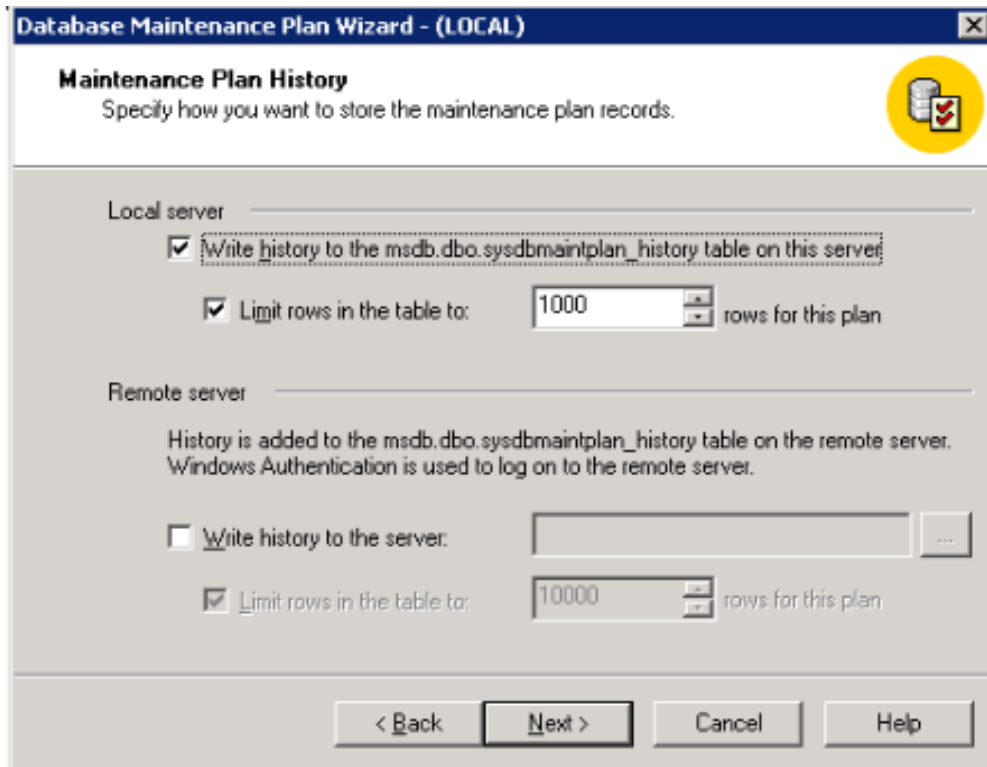 Database Maintenance Plan Wizard - (LOCAL)
Maintenance Plan History
Specify how you want to store the maintenance plan records.
Local server
Write history to the msdb.dbo.sysdbmaintplan_history table on this server
Limit rows in the table to: 1000 rows for this plan
Remote server
History is added to the msdb.dbo.sysdbmaintplan_history table on the remote server.
Windows Authentication is used to log on to the remote server.
Write history to the server: ...
Limit rows in the table to: 10000 rows for this plan
< Back Next > Cancel Help